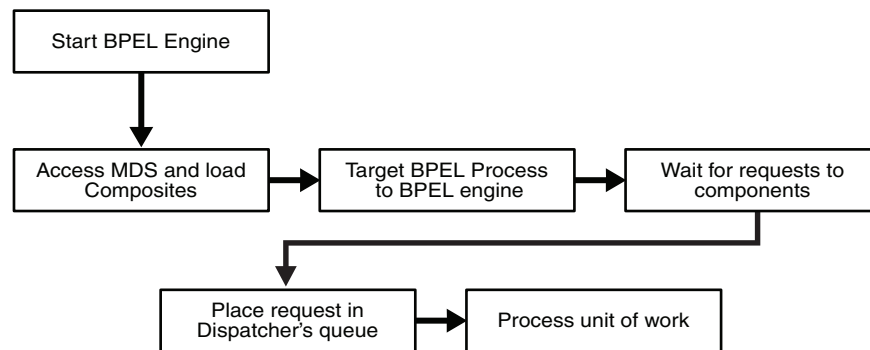 Start BPEL Engine
Access MDS and load
Composites
Target BPEL Process
to BPEL engine
Wait for requests to
components
Place request in
Dispatcher’s queue
Process unit of work